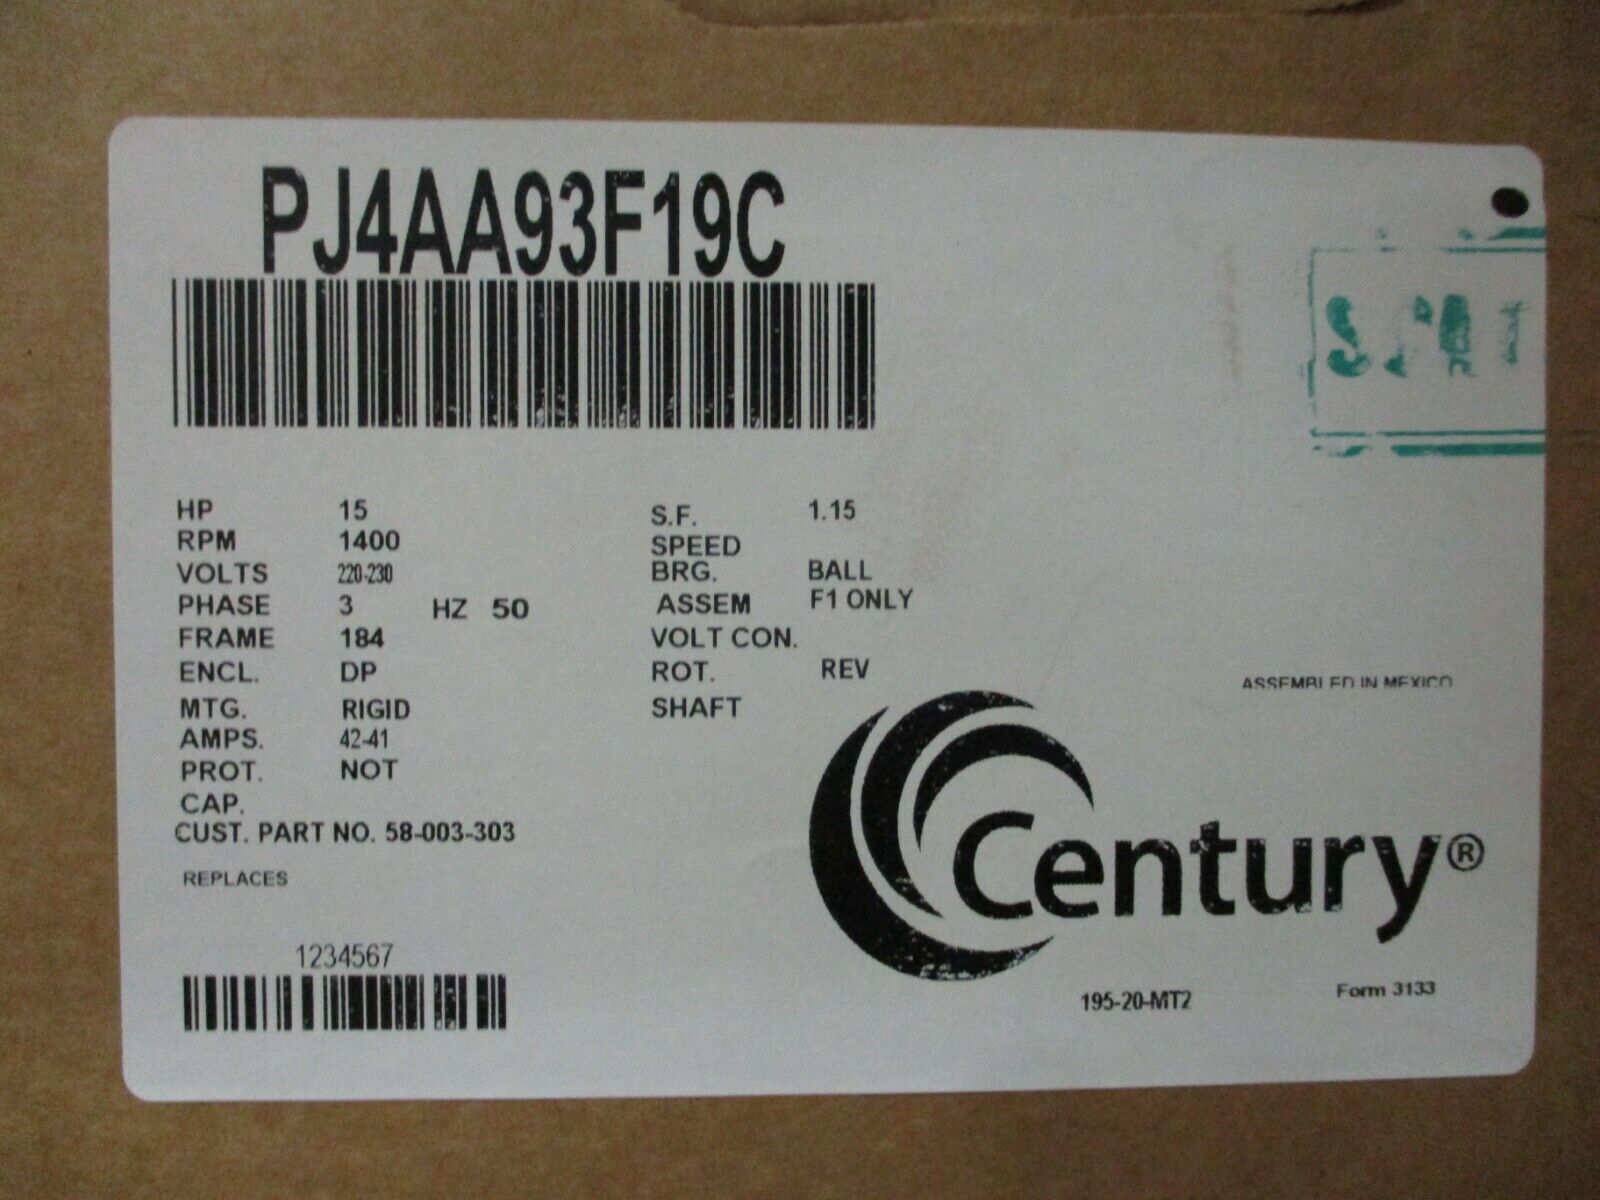 PJ4AA93F19C
HP 15 S.F. 1.15
RPM 1400 SPEED
VOLTS 220-230 BRG. BALL
PHASE 3 HZ 50 ASSEM F1 ONLY
FRAME 184 VOLT CON.
ENCL. DP ROT. REV
MTG. RIGID SHAFT
ASSEMBLED IN MEXICO
AMPS. 42-41
PROT. NOT
CAP.
CUST. PART NO. 58-003-303
Century®
REPLACES
1234567
195-20-MT2 Form 3133